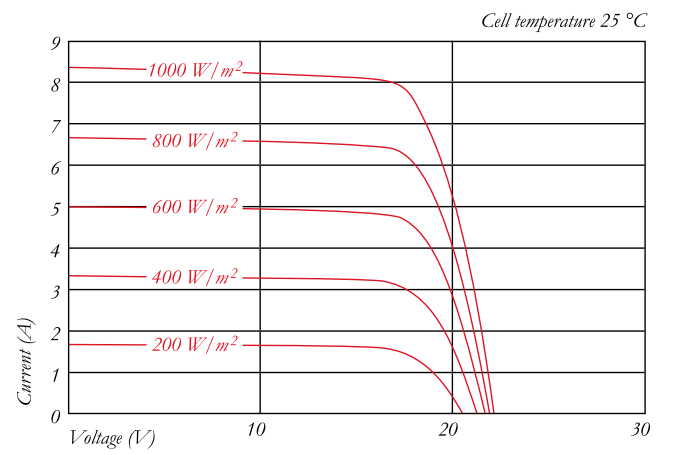 Cell temperature 25 °C
9
1000 W/m²
8
7
800 W/m²
6
5
600 W/m²
4
400 W/m²
3
2
200 W/m²
1
0
Current (A)
Voltage (V)
10
20
30